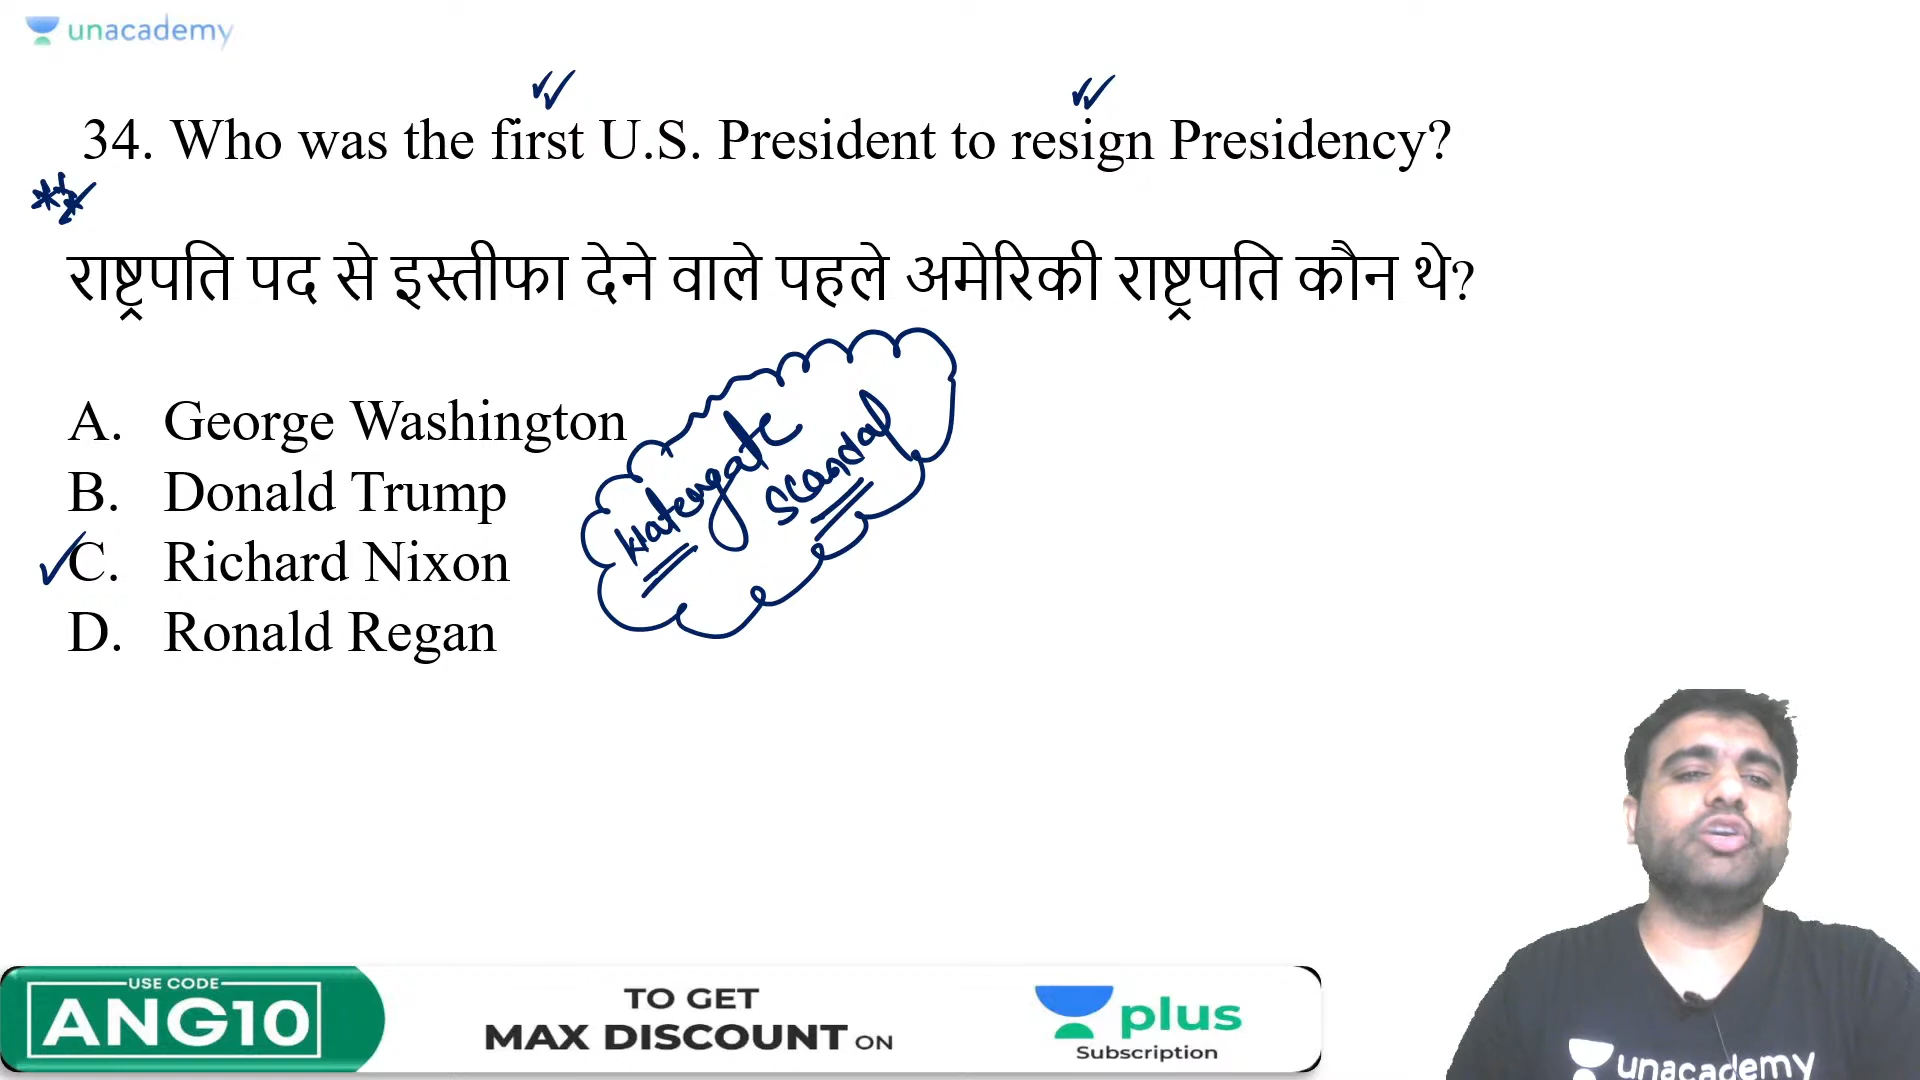 unacademy
34. Who was the first U.S. President to resign Presidency?
राष्ट्रपति पद से इस्तीफा देने वाले पहले अमेरिकी राष्ट्रपति कौन थे?
A. George Washington
B. Donald Trump
C. Richard Nixon
D. Ronald Regan
Watergate
scandal
USE CODE
ANG10
TO GET
MAX DISCOUNT ON
plus
Subscription
unacademy